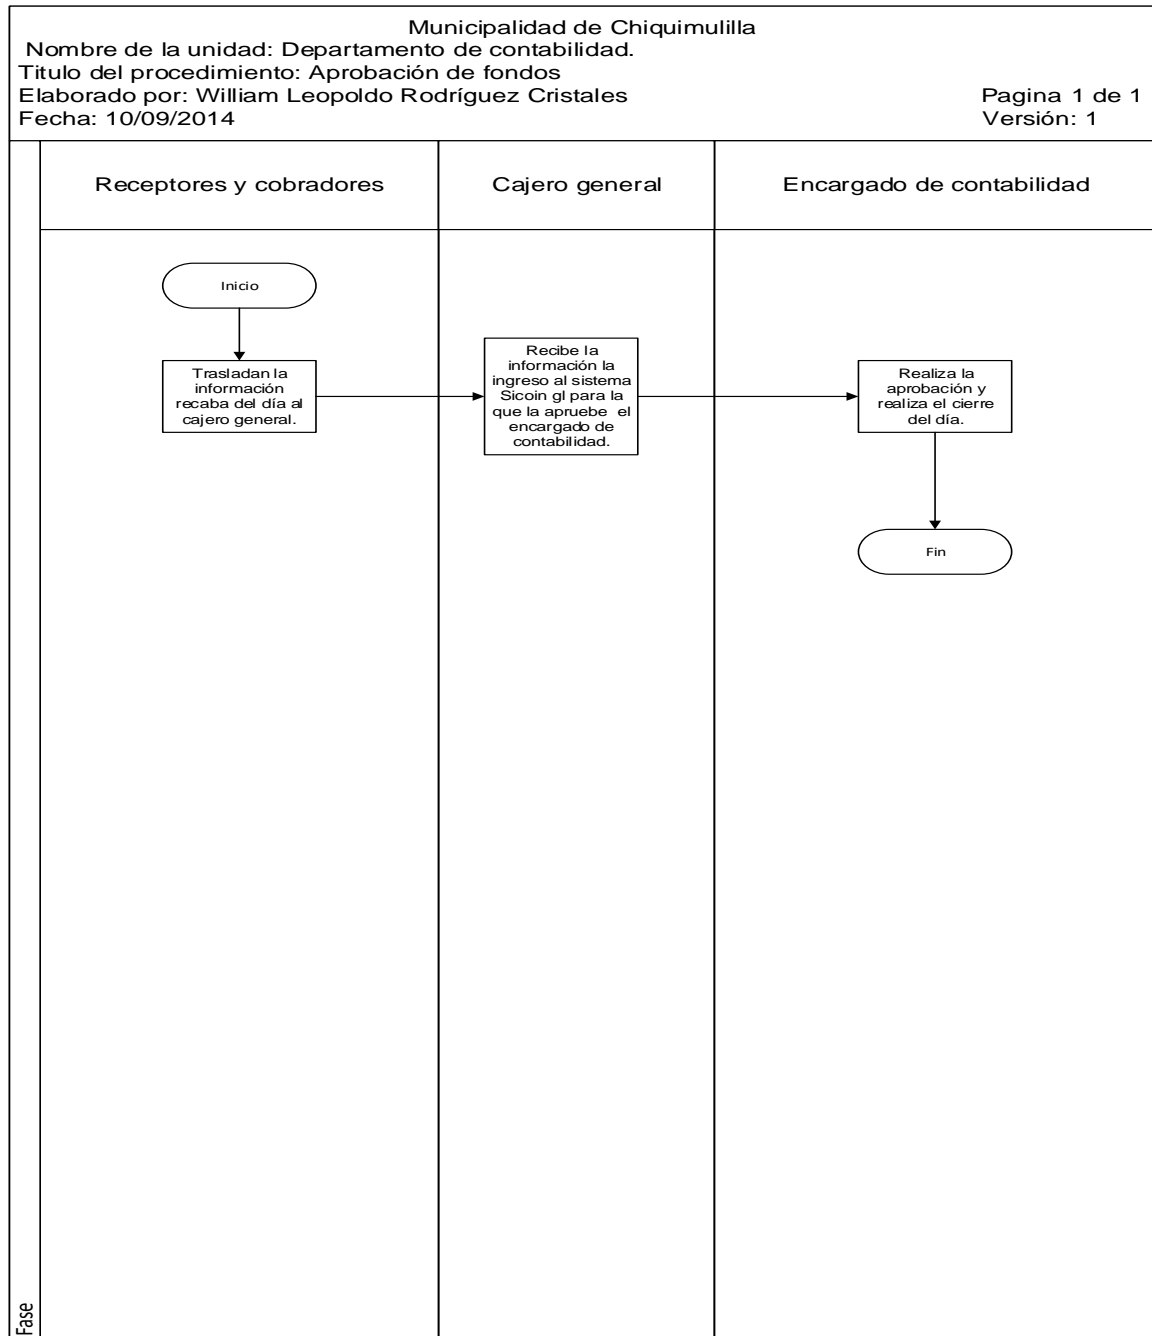 Municipalidad de Chiquimulilla
Nombre de la unidad: Departamento de contabilidad.
Titulo del procedimiento: Aprobación de fondos
Elaborado por: William Leopoldo Rodríguez Cristales
Pagina 1 de 1
Fecha: 10/09/2014
Versión: 1
Receptores y cobradores
Cajero general
Encargado de contabilidad
Inicio
Trasladan la
información
recaba del día al
cajero general.
Recibe la
información la
ingreso al sistema
Sicoin gl para la
que la apruebe el
encargado de
contabilidad.
Realiza la
aprobación y
realiza el cierre
del día.
Fin
Fase